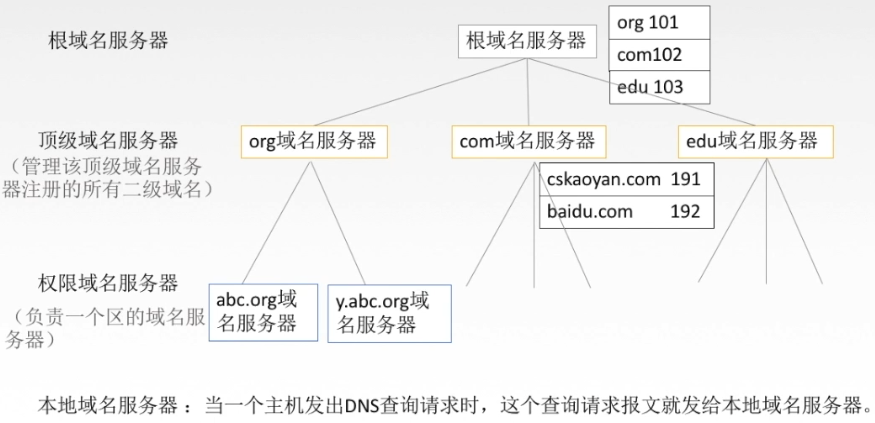 根域名服务器
根域名服务器
org 101
com102
edu 103
顶级域名服务器
（管理该顶级域名服务
器注册的所有二级域名）
org域名服务器
com域名服务器
edu域名服务器
cskaoyan.com 191
baidu.com 192
权限域名服务器
（负责一个区的域名服
务器）
abc.org域
名服务器
y.abc.org域
名服务器
本地域名服务器：当一个主机发出DNS查询请求时，这个查询请求报文就发给本地域名服务器。